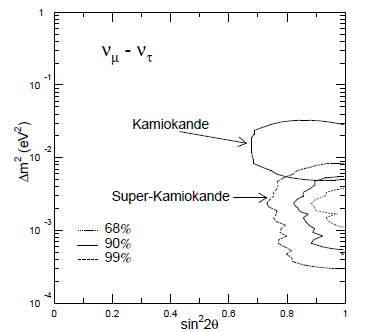 1
ν_μ - ν_τ
10^-1
Kamiokande
Δm² (eV²)
10^-2
Super-Kamiokande
68%
10^-3
90%
99%
10^-4
0 0.2 0.4 0.6 0.8 1
sin²2θ